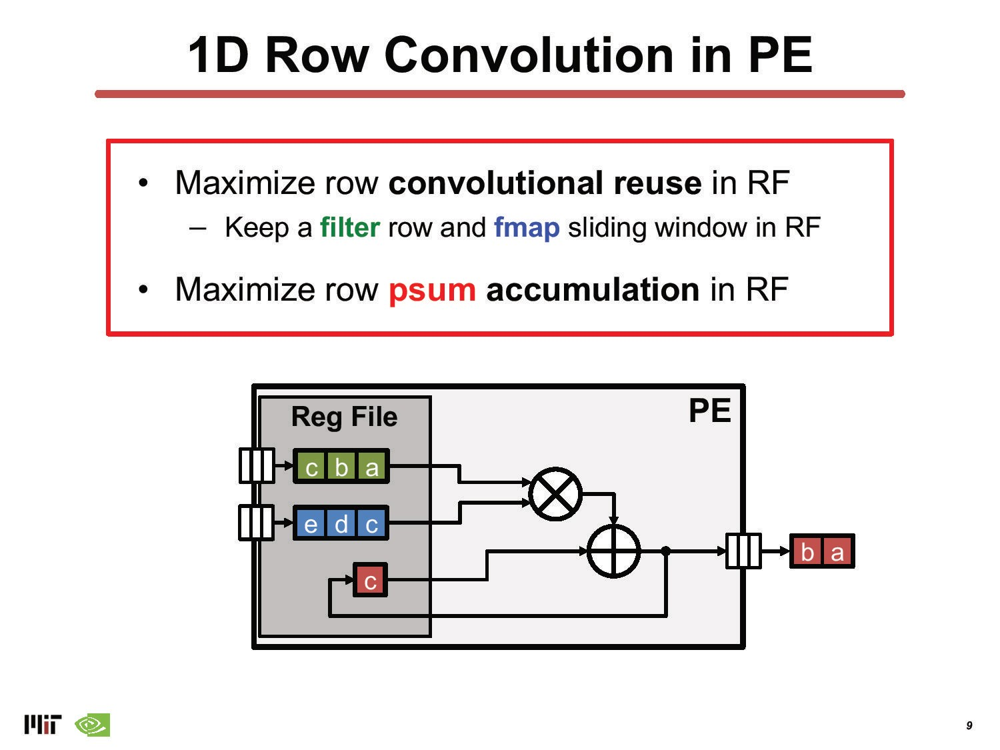 1D Row Convolution in PE
• Maximize row convolutional reuse in RF
– Keep a filter row and fmap sliding window in RF
• Maximize row psum accumulation in RF
Reg File
PE
c b a
e d c
b a
c
MIT
9